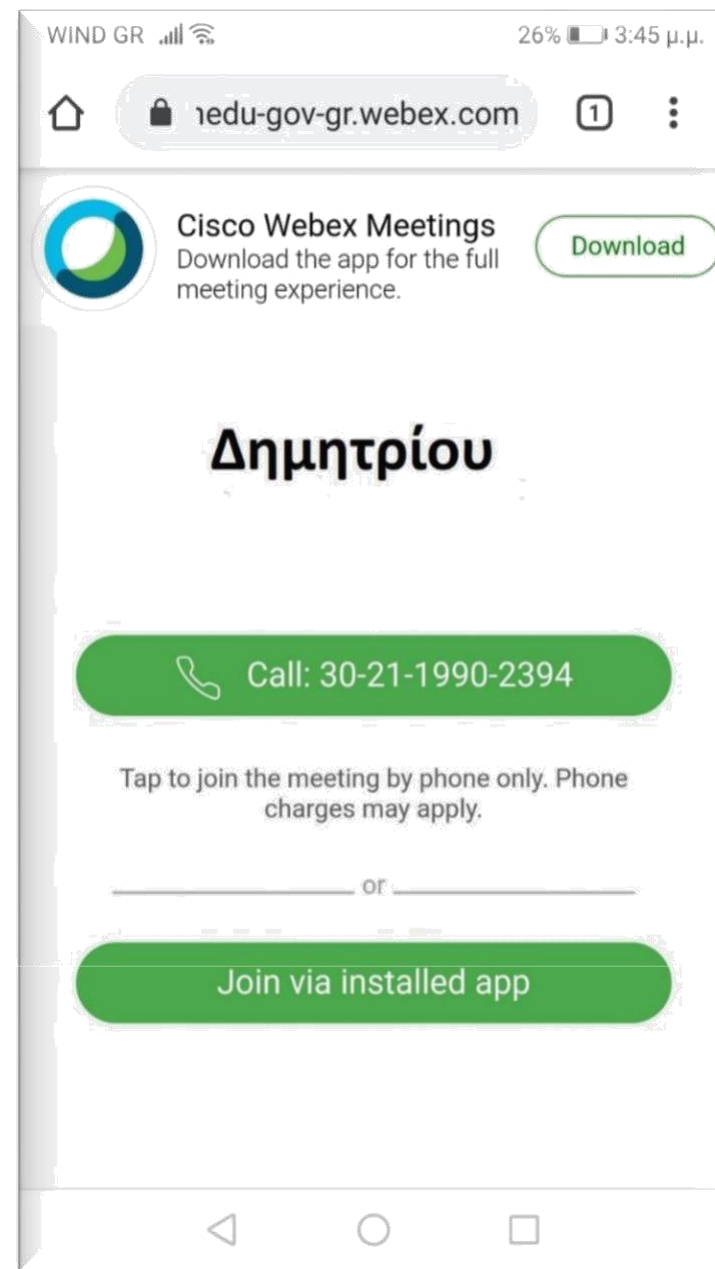 WIND GR 26% 3:45 μ.μ.
nedu-gov-gr.webex.com 1
Cisco Webex Meetings
Download the app for the full
meeting experience.
Download
Δημητρίου
Call: 30-21-1990-2394
Tap to join the meeting by phone only. Phone
charges may apply.
or
Join via installed app